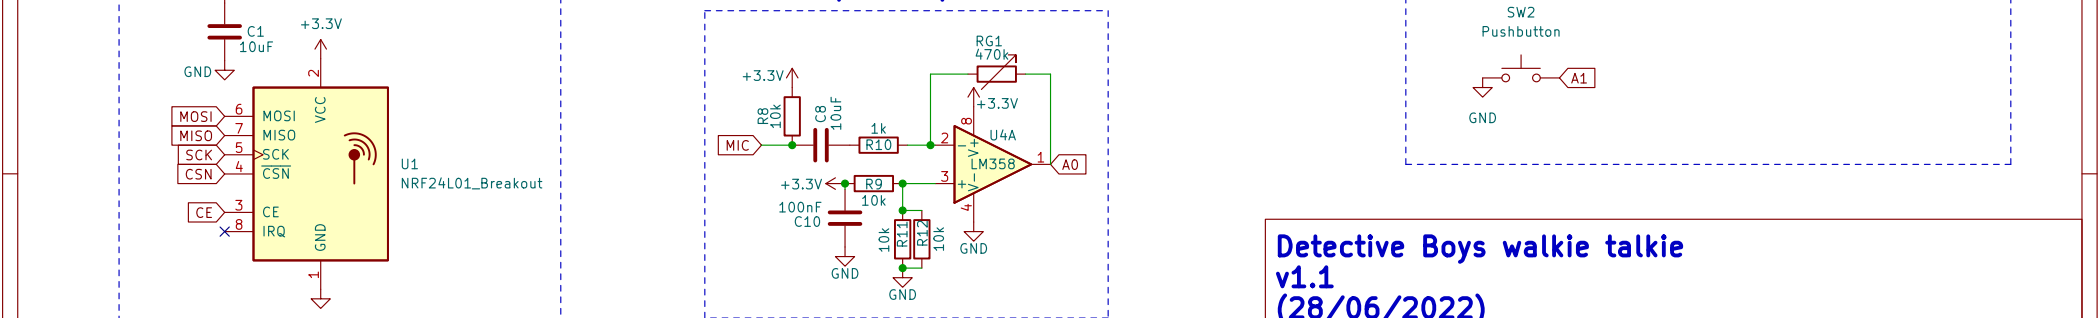 C1
10uF
GND
+3.3V
2
VCC
MOSI
6
MOSI
MISO
7
MISO
SCK
5
SCK
CSN
4
CSN
CE
3
CE
8
IRQ
GND
1
U1
NRF24L01_Breakout
RG1
470k
+3.3V
R8
10k
C8
10uF
MIC
1k
R10
+3.3V
8
U4A
2
-
V+
LM358
1
A0
+3.3V
R9
10k
3
+
V-
4
GND
100nF
C10
GND
10k
R11
R12
10k
GND
SW2
Pushbutton
A1
GND
Detective Boys walkie talkie
v1.1
(28/06/2022)